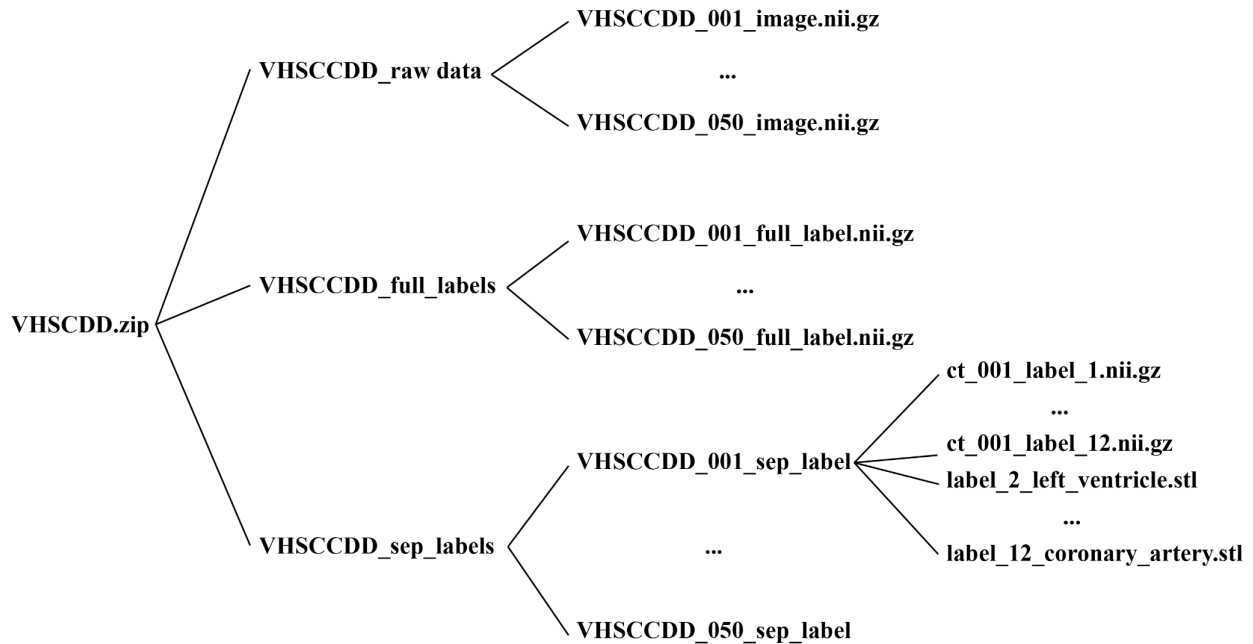 VHSCDD.zip
VHSCCDD_raw data
VHSCCDD_001_image.nii.gz
...
VHSCCDD_050_image.nii.gz
VHSCCDD_full_labels
VHSCCDD_001_full_label.nii.gz
...
VHSCCDD_050_full_label.nii.gz
VHSCCDD_sep_labels
VHSCCDD_001_sep_label
ct_001_label_1.nii.gz
...
ct_001_label_12.nii.gz
label_2_left_ventricle.stl
...
label_12_coronary_artery.stl
...
VHSCCDD_050_sep_label